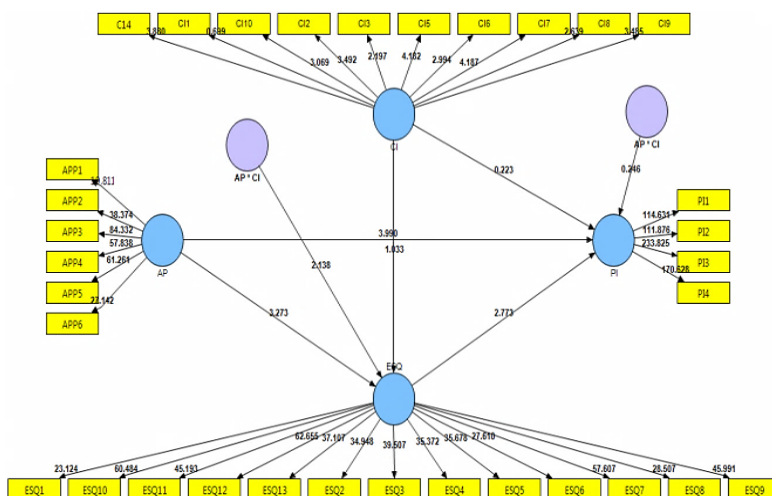 C14 CI1 CI10 CI2 CI3 CI5 CI6 CI7 CI8 CI9
3.880 0.699 3.069 3.492 2.197 4.182 2.994 4.187 2.639 3.485
CI
AP * CI
AP * CI
0.223
0.246
APP1
APP2 38.374
APP3 84.332
APP4 57.838
APP5 61.261
APP6 27.142
AP
3.990
1.033
PI1 114.631
PI2 111.876
PI3 233.825
PI4 170.628
PI
2.138
3.273
2.773
ESQ
23.124 60.484 45.193 62.655 37.107 34.948 39.507 35.372 35.678 27.610 57.607 28.507 45.991
ESQ1 ESQ10 ESQ11 ESQ12 ESQ13 ESQ2 ESQ3 ESQ4 ESQ5 ESQ6 ESQ7 ESQ8 ESQ9